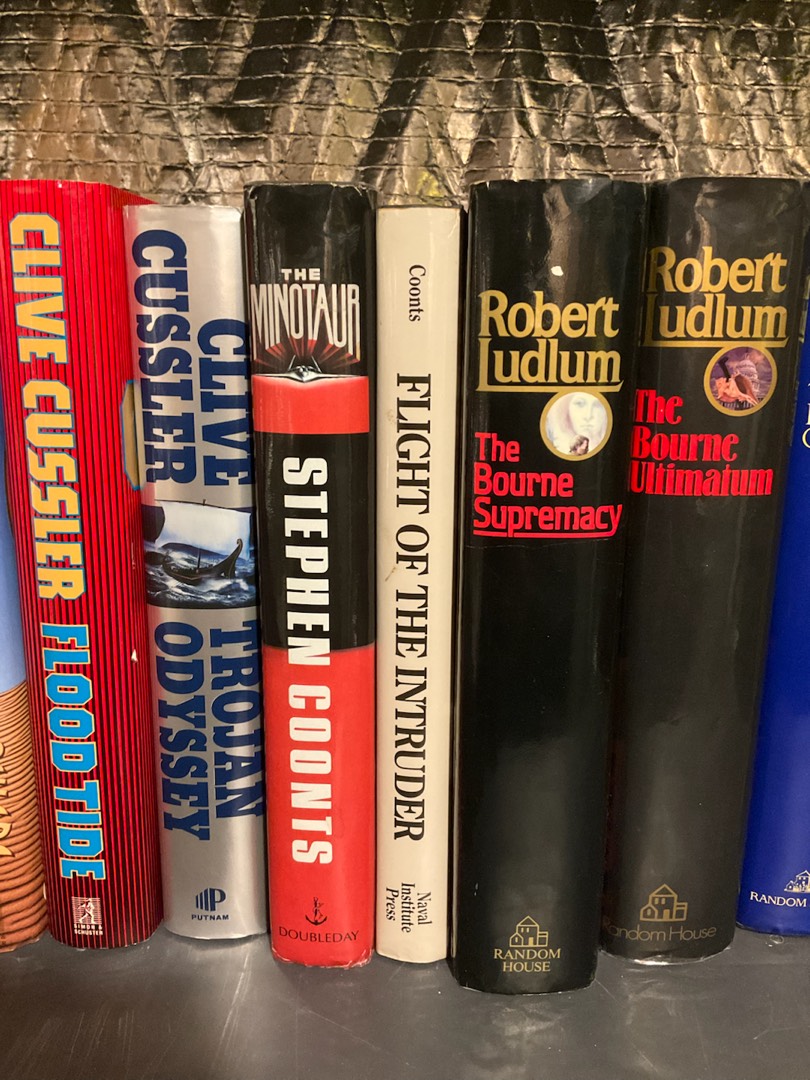 CLIVE CUSSLER FLOOD TIDE
SIMON &
SCHUSTER
CLIVE
CUSSLER
TROJAN
ODYSSEY
PUTNAM
THE
MINOTAUR
STEPHEN COONTS
DOUBLEDAY
Coonts
FLIGHT OF THE INTRUDER
Naval
Institute
Press
Robert
Ludlum
The
Bourne
Supremacy
RANDOM
HOUSE
Robert
Ludlum
The
Bourne
Ultimatum
Random House
RANDOM